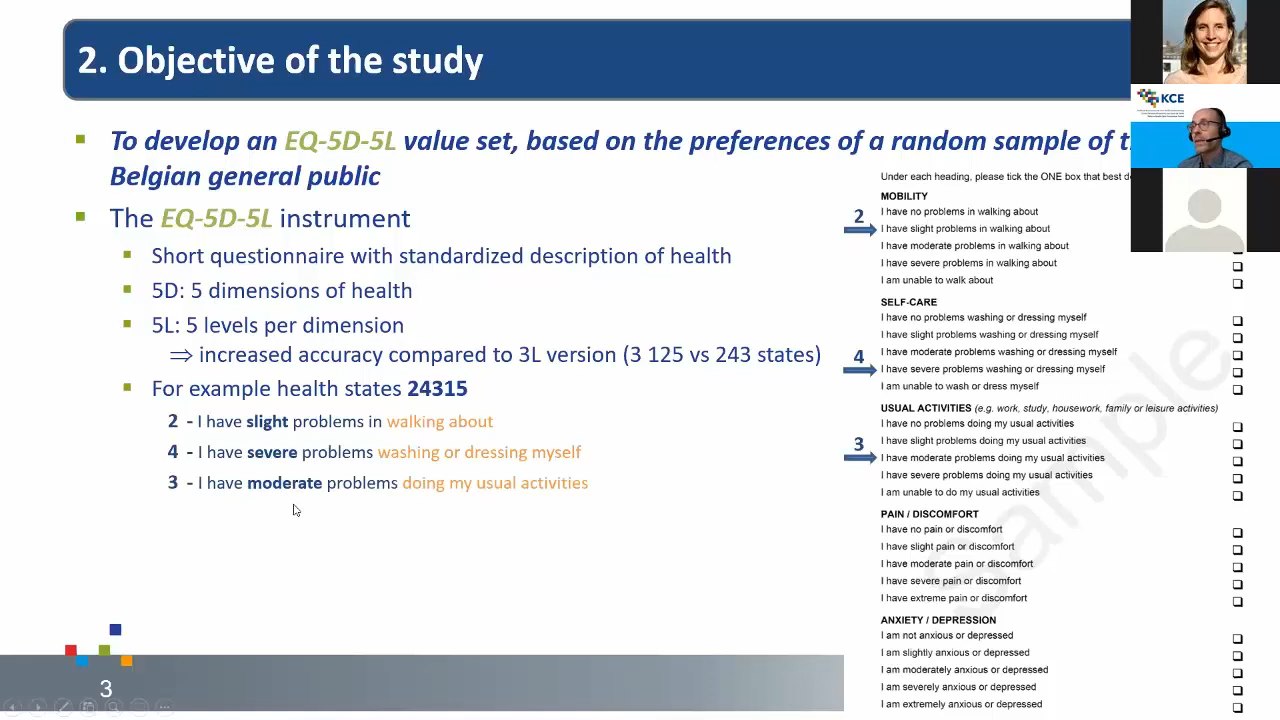 2. Objective of the study
To develop an EQ-5D-5L value set, based on the preferences of a random sample of
Belgian general public
The EQ-5D-5L instrument
Short questionnaire with standardized description of health
5D: 5 dimensions of health
5L: 5 levels per dimension
⇒ increased accuracy compared to 3L version (3 125 vs 243 states)
For example health states 24315
2 - I have slight problems in walking about
4 - I have severe problems washing or dressing myself
3 - I have moderate problems doing my usual activities
3
KCE
Under each heading, please tick the ONE box that best
MOBILITY
I have no problems in walking about
2
I have slight problems in walking about
I have moderate problems in walking about
I have severe problems in walking about
I am unable to walk about
SELF-CARE
I have no problems washing or dressing myself
I have slight problems washing or dressing myself
I have moderate problems washing or dressing myself
4
I have severe problems washing or dressing myself
I am unable to wash or dress myself
USUAL ACTIVITIES (e.g. work, study, housework, family or leisure activities)
I have no problems doing my usual activities
I have slight problems doing my usual activities
3
I have moderate problems doing my usual activities
I have severe problems doing my usual activities
I am unable to do my usual activities
PAIN / DISCOMFORT
I have no pain or discomfort
I have slight pain or discomfort
I have moderate pain or discomfort
I have severe pain or discomfort
I have extreme pain or discomfort
ANXIETY / DEPRESSION
I am not anxious or depressed
I am slightly anxious or depressed
I am moderately anxious or depressed
I am severely anxious or depressed
I am extremely anxious or depressed
Sample